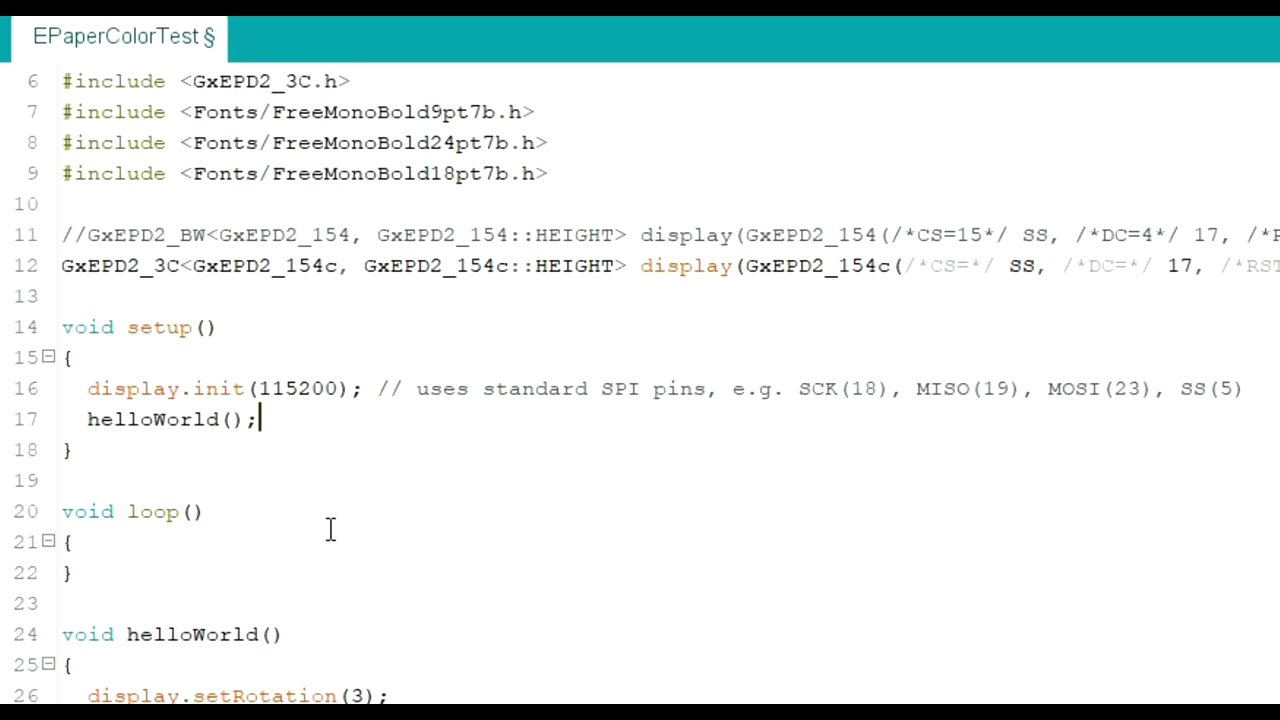 EPaperColorTest §
6 #include <GxEPD2_3C.h>
7 #include <Fonts/FreeMonoBold9pt7b.h>
8 #include <Fonts/FreeMonoBold24pt7b.h>
9 #include <Fonts/FreeMonoBold18pt7b.h>
10
11 //GxEPD2_BW<GxEPD2_154, GxEPD2_154::HEIGHT> display(GxEPD2_154(/*CS=15*/ SS, /*DC=4*/ 17, /*R
12 GxEPD2_3C<GxEPD2_154c, GxEPD2_154c::HEIGHT> display(GxEPD2_154c(/*CS=*/ SS, /*DC=*/ 17, /*RST
13
14 void setup()
15 {
16 display.init(115200); // uses standard SPI pins, e.g. SCK(18), MISO(19), MOSI(23), SS(5)
17 helloWorld();
18 }
19
20 void loop()
21 {
22 }
23
24 void helloWorld()
25 {
26 display.setRotation(3);